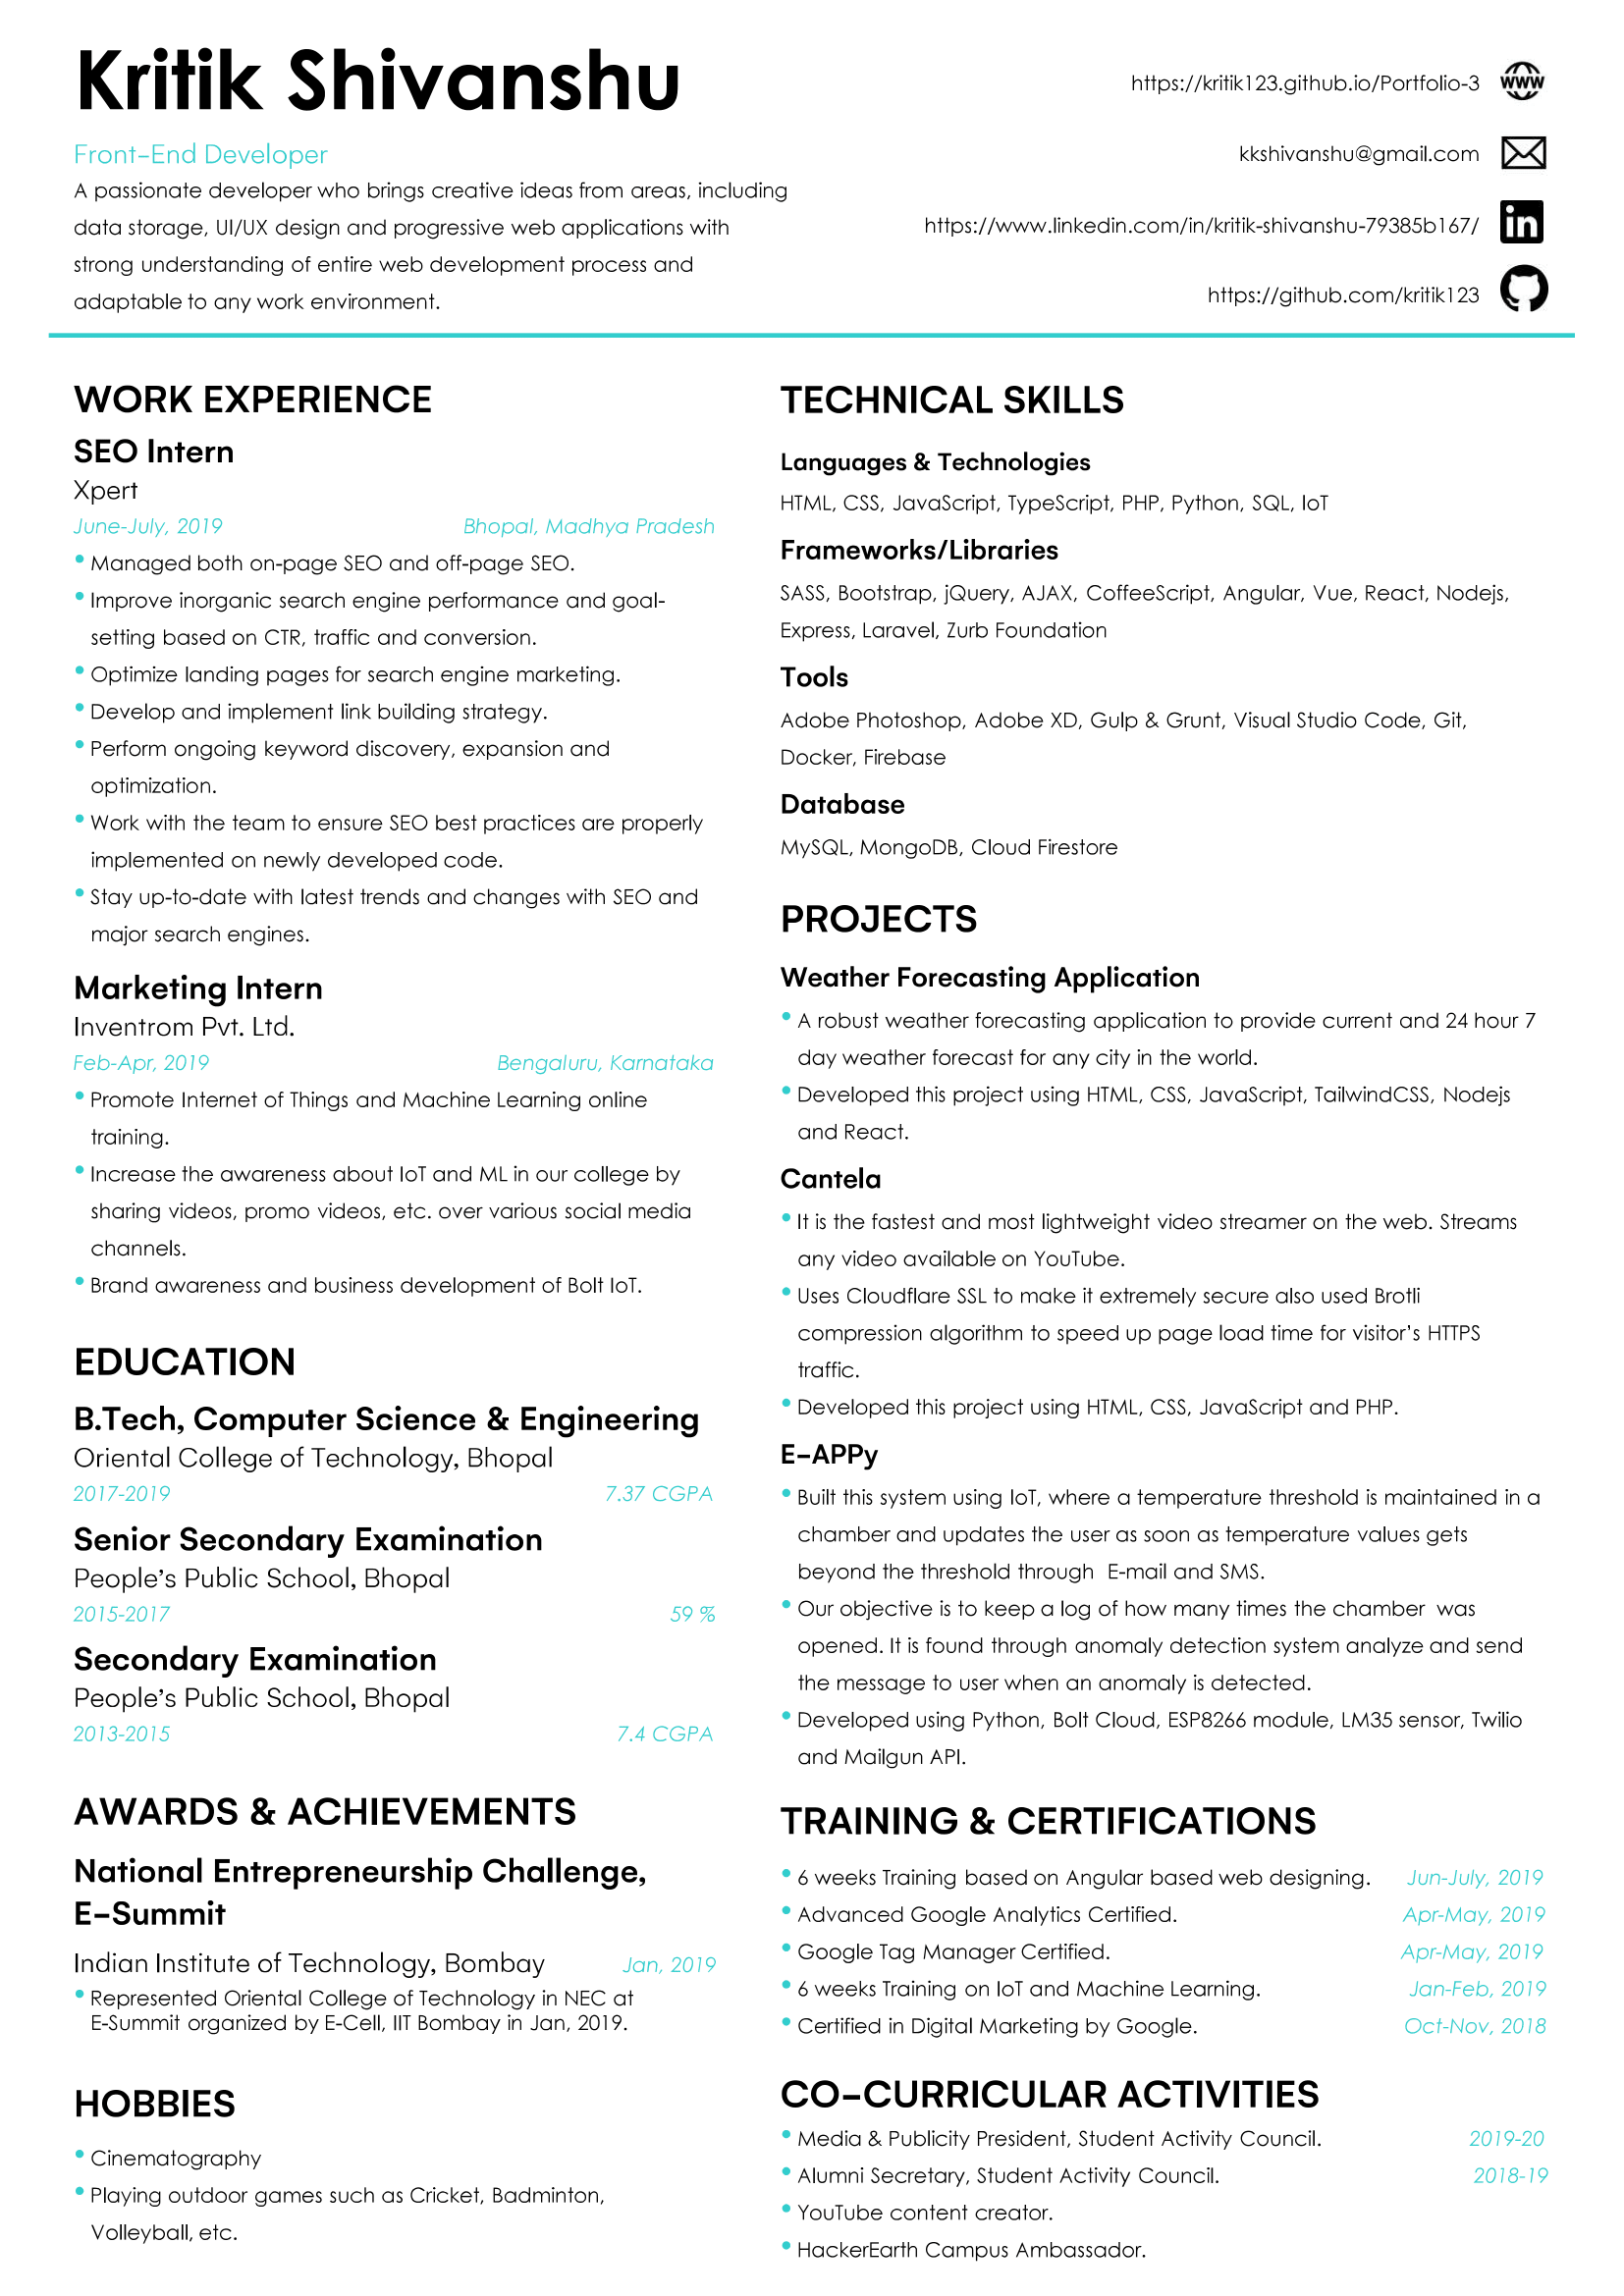 Kritik Shivanshu
Front-End Developer
A passionate developer who brings creative ideas from areas, including
data storage, UI/UX design and progressive web applications with
strong understanding of entire web development process and
adaptable to any work environment.
https://kritik123.github.io/Portfolio-3
WWW
kkshivanshu@gmail.com
https://www.linkedin.com/in/kritik-shivanshu-79385b167/
in
https://github.com/kritik123
WORK EXPERIENCE
SEO Intern
Xpert
June-July, 2019 Bhopal, Madhya Pradesh
• Managed both on-page SEO and off-page SEO.
• Improve inorganic search engine performance and goal-
setting based on CTR, traffic and conversion.
• Optimize landing pages for search engine marketing.
• Develop and implement link building strategy.
• Perform ongoing keyword discovery, expansion and
optimization.
• Work with the team to ensure SEO best practices are properly
implemented on newly developed code.
• Stay up-to-date with latest trends and changes with SEO and
major search engines.
Marketing Intern
Inventrom Pvt. Ltd.
Feb-Apr, 2019 Bengaluru, Karnataka
• Promote Internet of Things and Machine Learning online
training.
• Increase the awareness about IoT and ML in our college by
sharing videos, promo videos, etc. over various social media
channels.
• Brand awareness and business development of Bolt IoT.
EDUCATION
B.Tech, Computer Science & Engineering
Oriental College of Technology, Bhopal
2017-2019 7.37 CGPA
Senior Secondary Examination
People's Public School, Bhopal
2015-2017 59 %
Secondary Examination
People's Public School, Bhopal
2013-2015 7.4 CGPA
AWARDS & ACHIEVEMENTS
National Entrepreneurship Challenge,
E-Summit
Indian Institute of Technology, Bombay Jan, 2019
• Represented Oriental College of Technology in NEC at
E-Summit organized by E-Cell, IIT Bombay in Jan, 2019.
HOBBIES
• Cinematography
• Playing outdoor games such as Cricket, Badminton,
Volleyball, etc.
TECHNICAL SKILLS
Languages & Technologies
HTML, CSS, JavaScript, TypeScript, PHP, Python, SQL, IoT
Frameworks/Libraries
SASS, Bootstrap, jQuery, AJAX, CoffeeScript, Angular, Vue, React, Nodejs,
Express, Laravel, Zurb Foundation
Tools
Adobe Photoshop, Adobe XD, Gulp & Grunt, Visual Studio Code, Git,
Docker, Firebase
Database
MySQL, MongoDB, Cloud Firestore
PROJECTS
Weather Forecasting Application
• A robust weather forecasting application to provide current and 24 hour 7
day weather forecast for any city in the world.
• Developed this project using HTML, CSS, JavaScript, TailwindCSS, Nodejs
and React.
Cantela
• It is the fastest and most lightweight video streamer on the web. Streams
any video available on YouTube.
• Uses Cloudflare SSL to make it extremely secure also used Brotli
compression algorithm to speed up page load time for visitor's HTTPS
traffic.
• Developed this project using HTML, CSS, JavaScript and PHP.
E-APPy
• Built this system using IoT, where a temperature threshold is maintained in a
chamber and updates the user as soon as temperature values gets
beyond the threshold through E-mail and SMS.
• Our objective is to keep a log of how many times the chamber was
opened. It is found through anomaly detection system analyze and send
the message to user when an anomaly is detected.
• Developed using Python, Bolt Cloud, ESP8266 module, LM35 sensor, Twilio
and Mailgun API.
TRAINING & CERTIFICATIONS
• 6 weeks Training based on Angular based web designing. Jun-July, 2019
• Advanced Google Analytics Certified. Apr-May, 2019
• Google Tag Manager Certified. Apr-May, 2019
• 6 weeks Training on IoT and Machine Learning. Jan-Feb, 2019
• Certified in Digital Marketing by Google. Oct-Nov, 2018
CO-CURRICULAR ACTIVITIES
• Media & Publicity President, Student Activity Council. 2019-20
• Alumni Secretary, Student Activity Council. 2018-19
• YouTube content creator.
• HackerEarth Campus Ambassador.